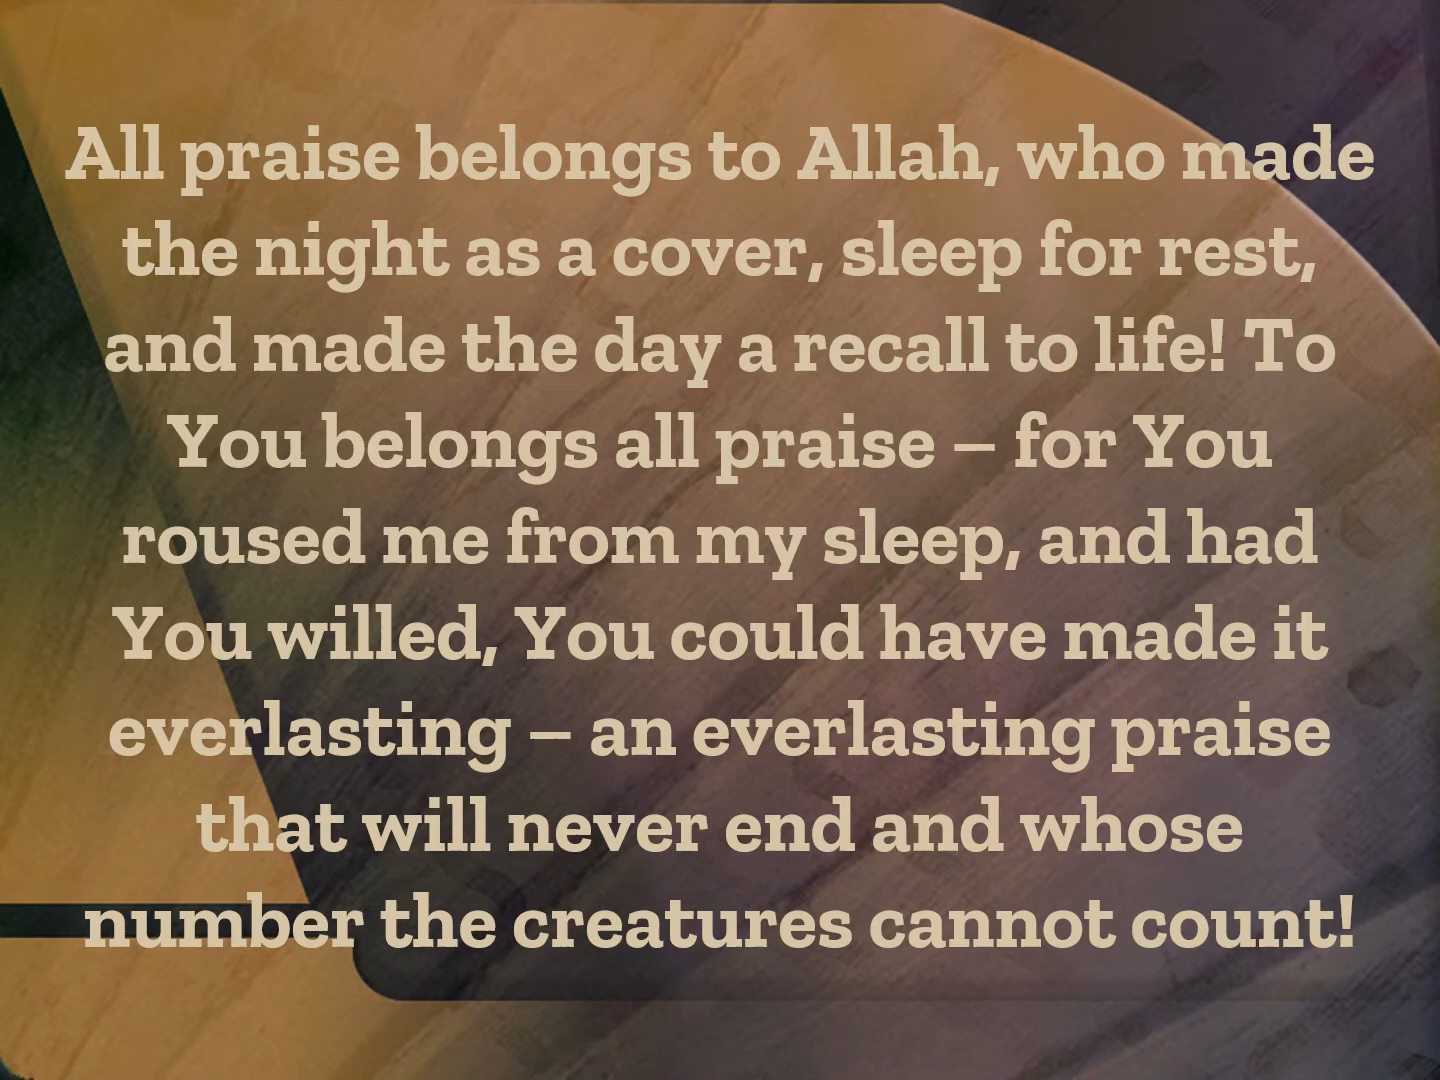 All praise belongs to Allah, who made
the night as a cover, sleep for rest,
and made the day a recall to life! To
You belongs all praise – for You
roused me from my sleep, and had
You willed, You could have made it
everlasting – an everlasting praise
that will never end and whose
number the creatures cannot count!